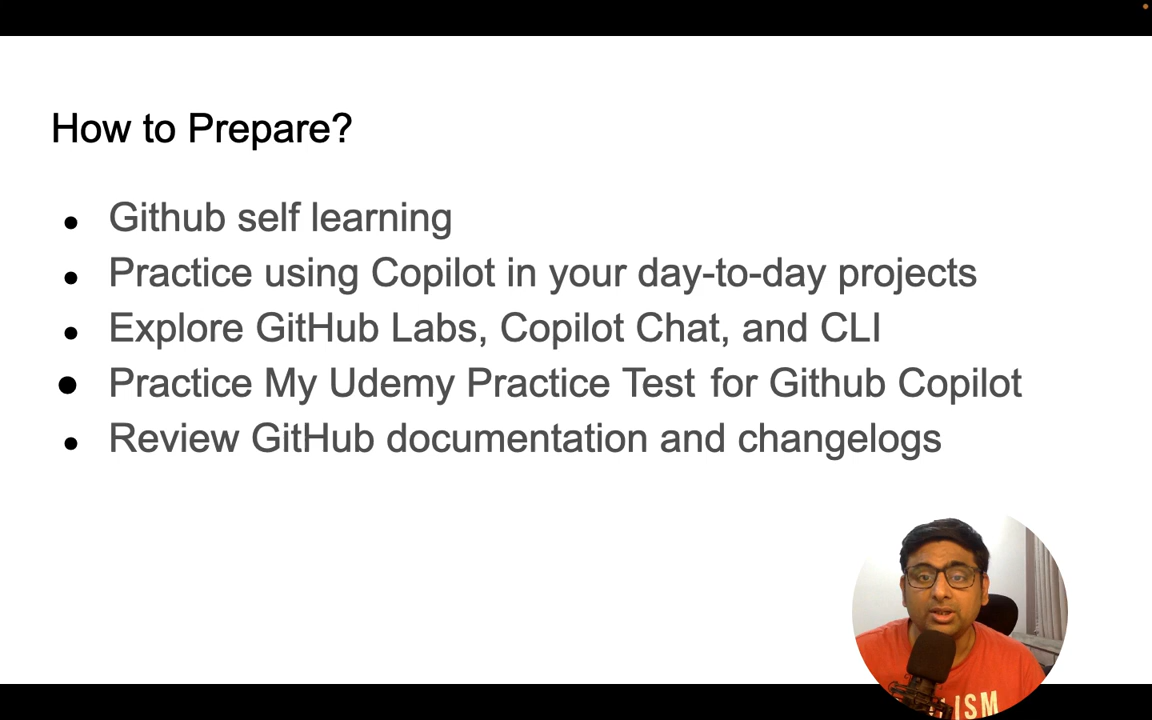 How to Prepare?
Github self learning
Practice using Copilot in your day-to-day projects
Explore GitHub Labs, Copilot Chat, and CLI
Practice My Udemy Practice Test for Github Copilot
Review GitHub documentation and changelogs
LISM